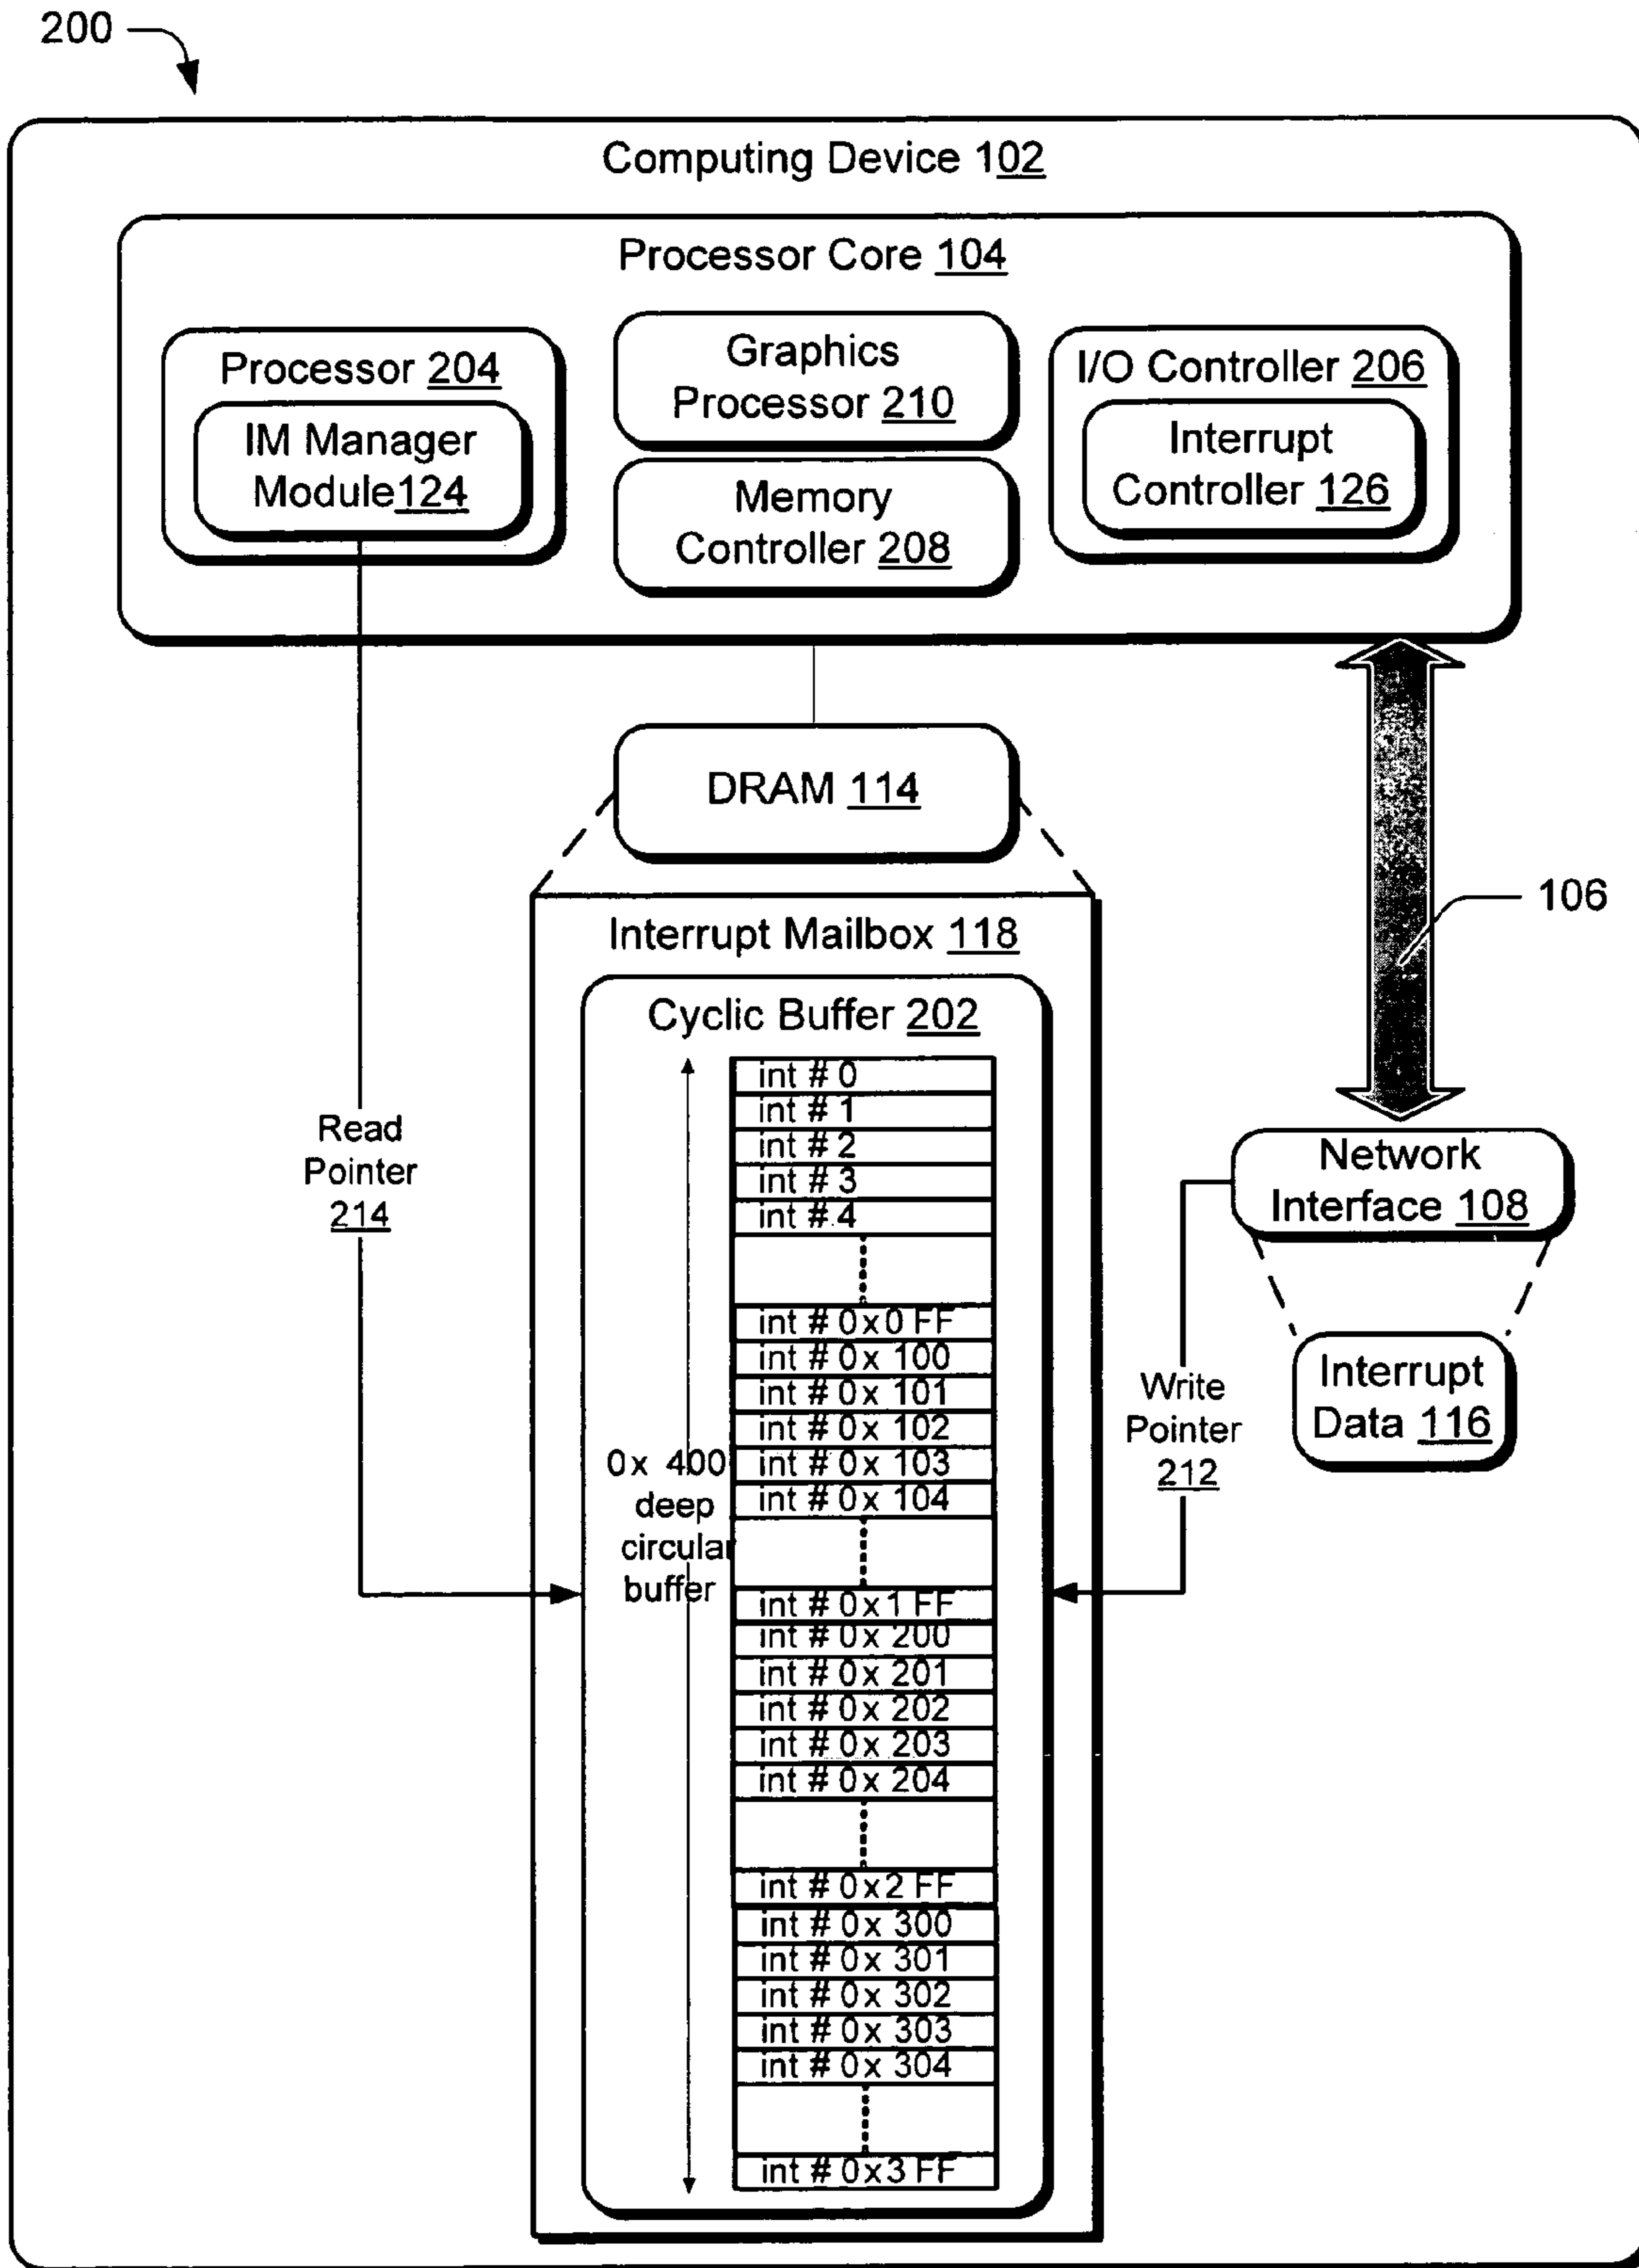 200
Computing Device 102
Processor Core 104
Processor 204
IM Manager
Module124
Graphics
Processor 210
Memory
Controller 208
I/O Controller 206
Interrupt
Controller 126
DRAM 114
106
Interrupt Mailbox 118
Cyclic Buffer 202
int # 0
int # 1
int # 2
int # 3
int # 4
int # 0x0 FF
int # 0x 100
int # 0x 101
int # 0x 102
int # 0x 103
int # 0x 104
int # 0x1 FF
int # 0x 200
int # 0x 201
int # 0x 202
int # 0x 203
int # 0x 204
int # 0x2 FF
int # 0x 300
int # 0x 301
int # 0x 302
int # 0x 303
int # 0x 304
int # 0x3 FF
0x 400
deep
circular
buffer
Read
Pointer
214
Network
Interface 108
Write
Pointer
212
Interrupt
Data 116